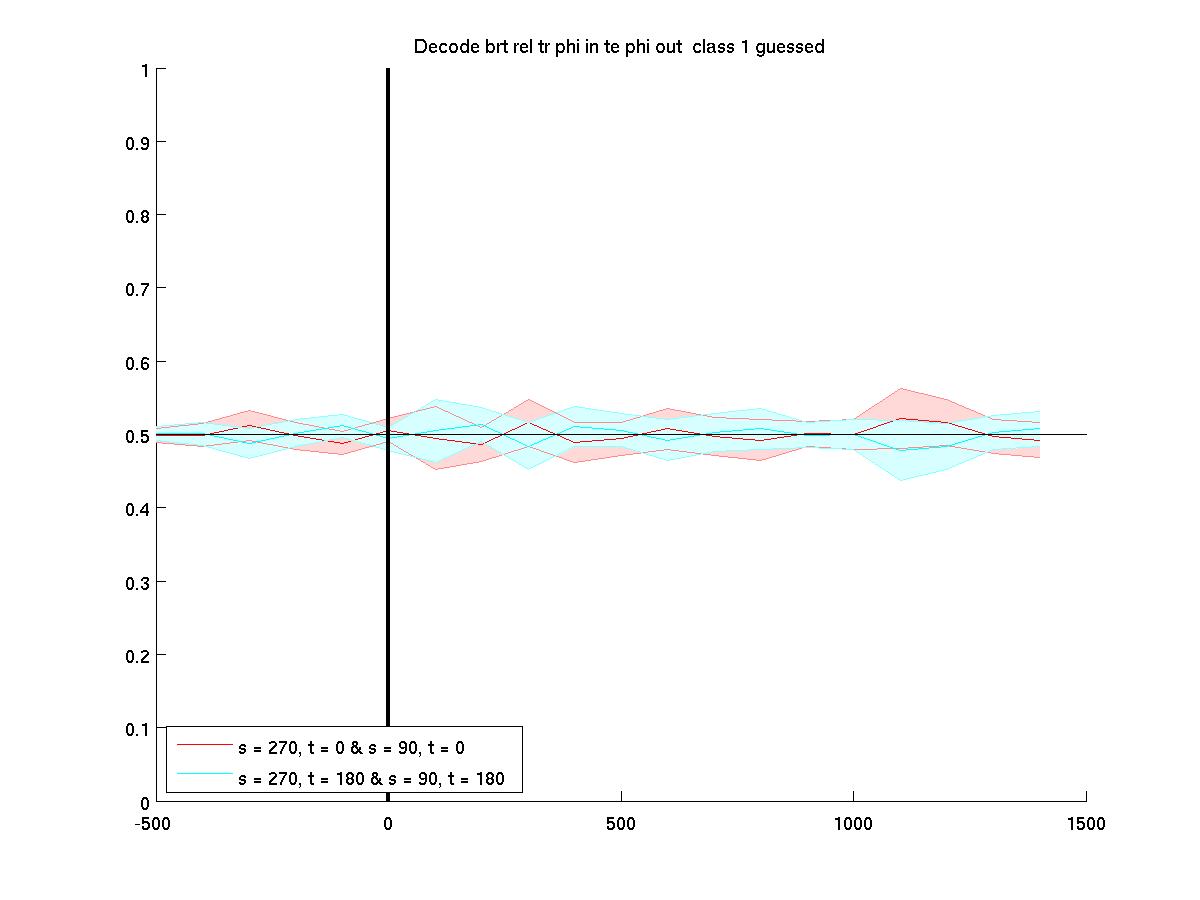 Decode brt rel tr phi in te phi out  class 1 guessed
1
0.9
0.8
0.7
0.6
0.5
0.4
0.3
0.2
0.1
0
s = 270, t = 0 & s = 90, t = 0
s = 270, t = 180 & s = 90, t = 180
-500 0 500 1000 1500